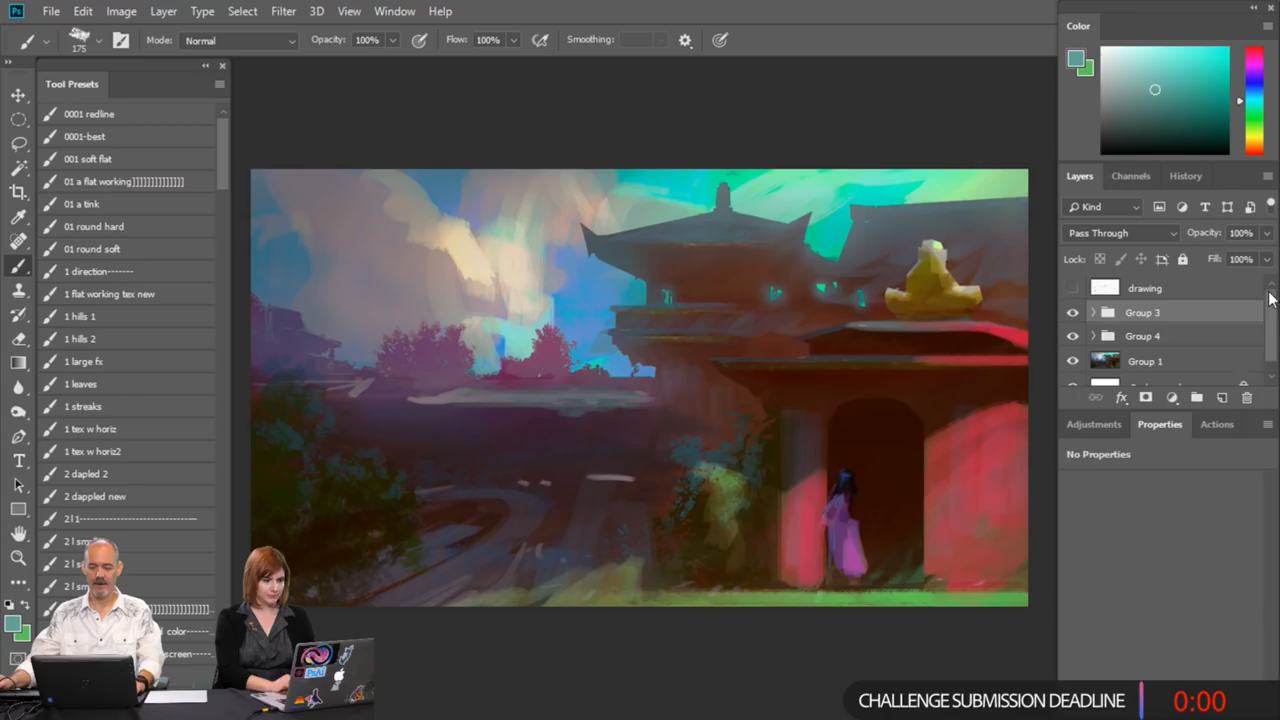 Ps File Edit Image Layer Type Select Filter 3D View Window Help
175 Mode: Normal Opacity: 100% Flow: 100% Smoothing:
Tool Presets
0001 redline
0001-best
001 soft flat
01 a flat working]]]]]]]]]]]]]]
01 a tink
01 round hard
01 round soft
1 direction-------
1 flat working tex new
1 hills 1
1 hills 2
1 large fx
1 leaves
1 streaks
1 tex w horiz
1 tex w horiz2
2 dapled 2
2 dappled new
color------
screen-----
Color
Layers Channels History
Kind
Pass Through Opacity: 100%
Lock: Fill: 100%
drawing
Group 3
Group 4
Group 1
fx
Adjustments Properties Actions
No Properties
PsAi
CHALLENGE SUBMISSION DEADLINE 0:00